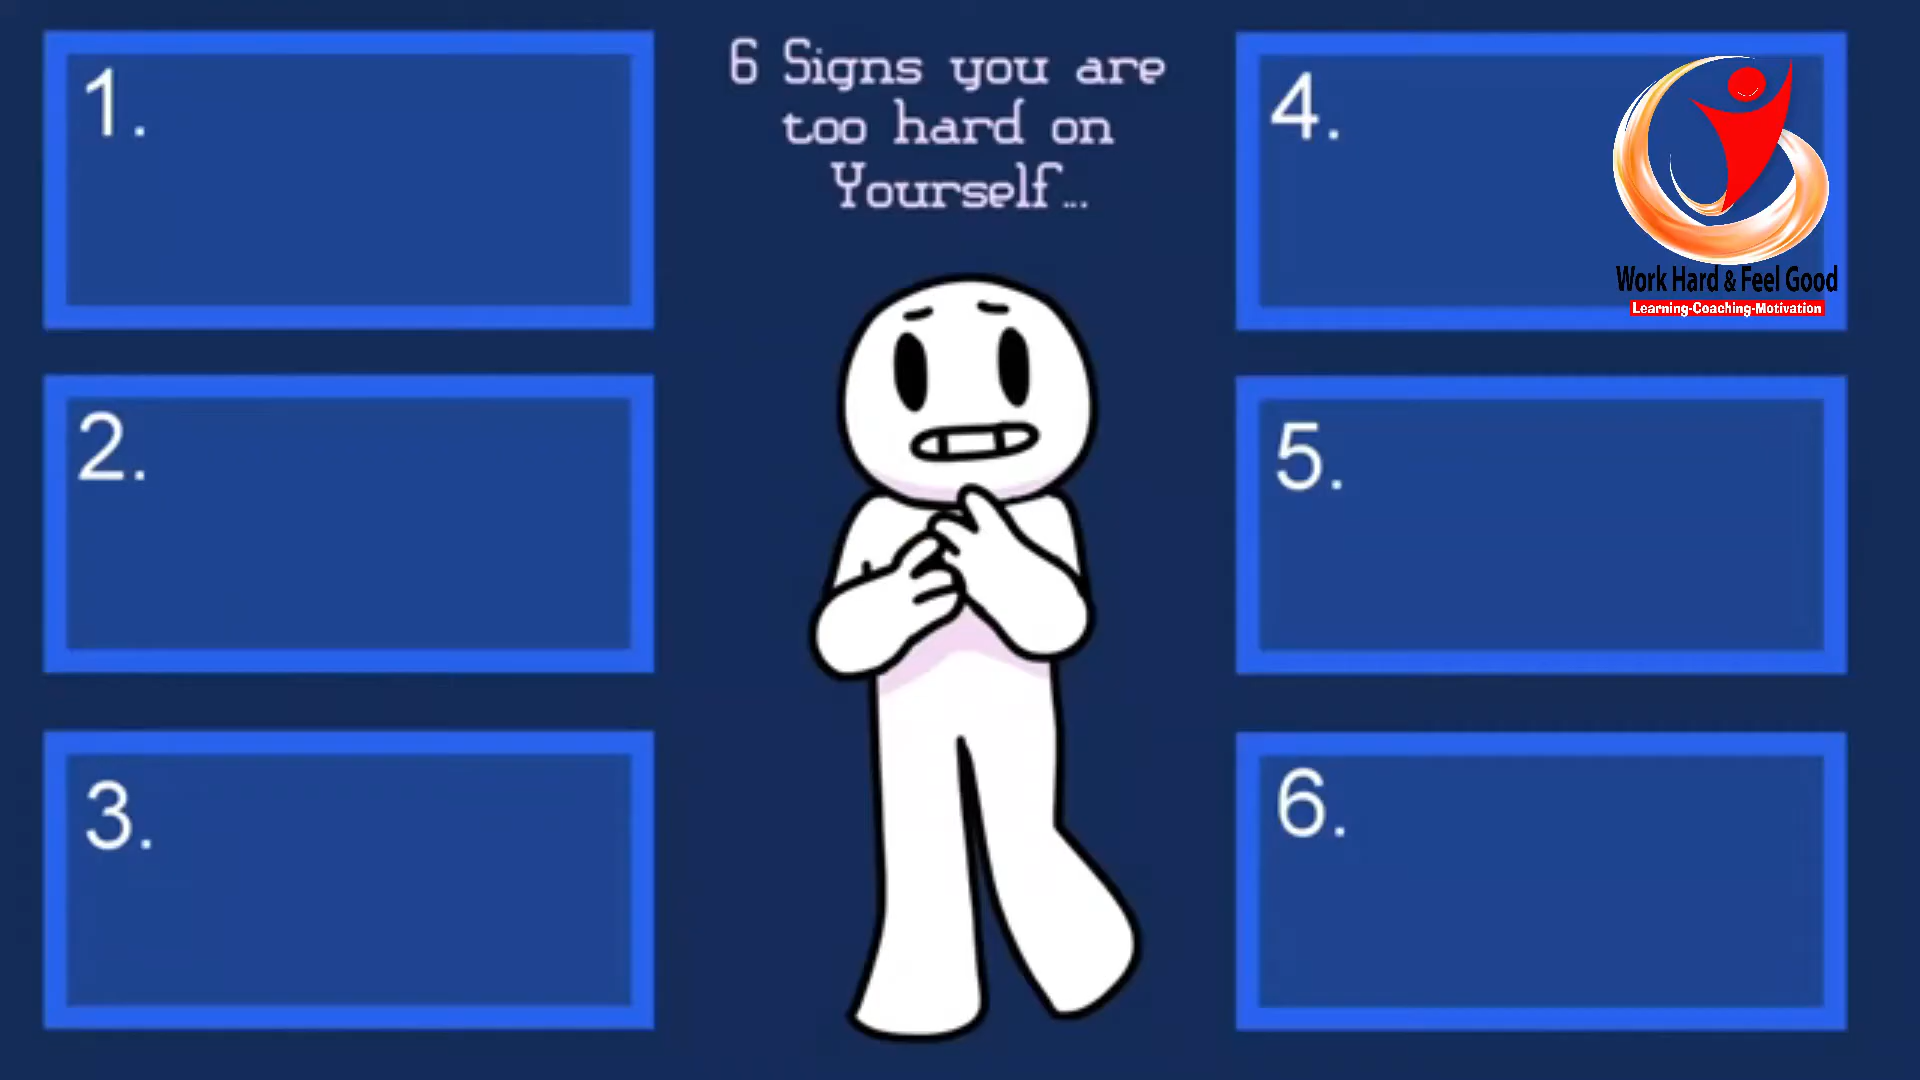 6 Signs you are
too hard on
Yourself...
1.
2.
3.
4.
5.
6.
Work Hard & Feel Good
Learning-Coaching-Motivation